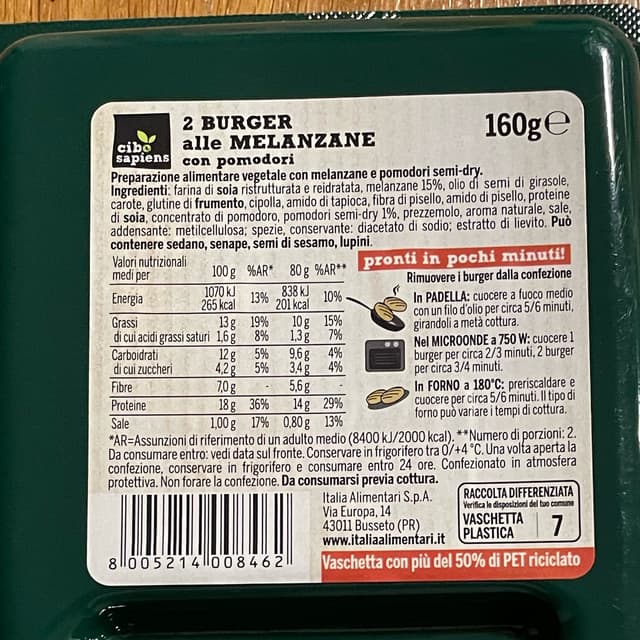 cibo
sapiens
2 BURGER
alle MELANZANE
con pomodori
160g℮
Preparazione alimentare vegetale con melanzane e pomodori semi-dry.
Ingredienti: farina di soia ristrutturata e reidratata, melanzane 15%, olio di semi di girasole,
carote, glutine di frumento, cipolla, amido di tapioca, fibra di pisello, amido di pisello, proteine
di soia, concentrato di pomodoro, pomodori semi-dry 1%, prezzemolo, aroma naturale, sale,
addensante: metilcellulosa; spezie, conservante: diacetato di sodio; estratto di lievito. Può
contenere sedano, senape, semi di sesamo, lupini.
Valori nutrizionali
medi per 100 g %AR* 80 g %AR**
Energia 1070 kJ 265 kcal 13% 838 kJ 201 kcal 10%
Grassi 13 g 19% 10 g 15%
di cui acidi grassi saturi 1,6 g 8% 1,3 g 7%
Carboidrati 12 g 5% 9,6 g 4%
di cui zuccheri 4,2 g 5% 3,4 g 4%
Fibre 7,0 g - 5,6 g -
Proteine 18 g 36% 14 g 29%
Sale 1,00 g 17% 0,80 g 13%
pronti in pochi minuti!
Rimuovere i burger dalla confezione
In PADELLA: cuocere a fuoco medio
con un filo d'olio per circa 5/6 minuti,
girandoli a metà cottura.
Nel MICROONDE a 750 W: cuocere 1
burger per circa 2/3 minuti, 2 burger
per circa 3/4 minuti.
In FORNO a 180°C: preriscaldare e
cuocere per circa 5/6 minuti. Il tipo di
forno può variare i tempi di cottura.
*AR=Assunzioni di riferimento di un adulto medio (8400 kJ/2000 kcal). **Numero di porzioni: 2.
Da consumare entro: vedi data sul fronte. Conservare in frigorifero tra 0/+4 °C. Una volta aperta la
confezione, conservare in frigorifero e consumare entro 24 ore. Confezionato in atmosfera
protettiva. Non forare la confezione. Da consumarsi previa cottura.
8 005214 008462
Italia Alimentari S.p.A.
Via Europa, 14
43011 Busseto (PR)
www.italiaalimentari.it
RACCOLTA DIFFERENZIATA
Verifica le disposizioni del tuo comune
VASCHETTA
PLASTICA
7
Vaschetta con più del 50% di PET riciclato